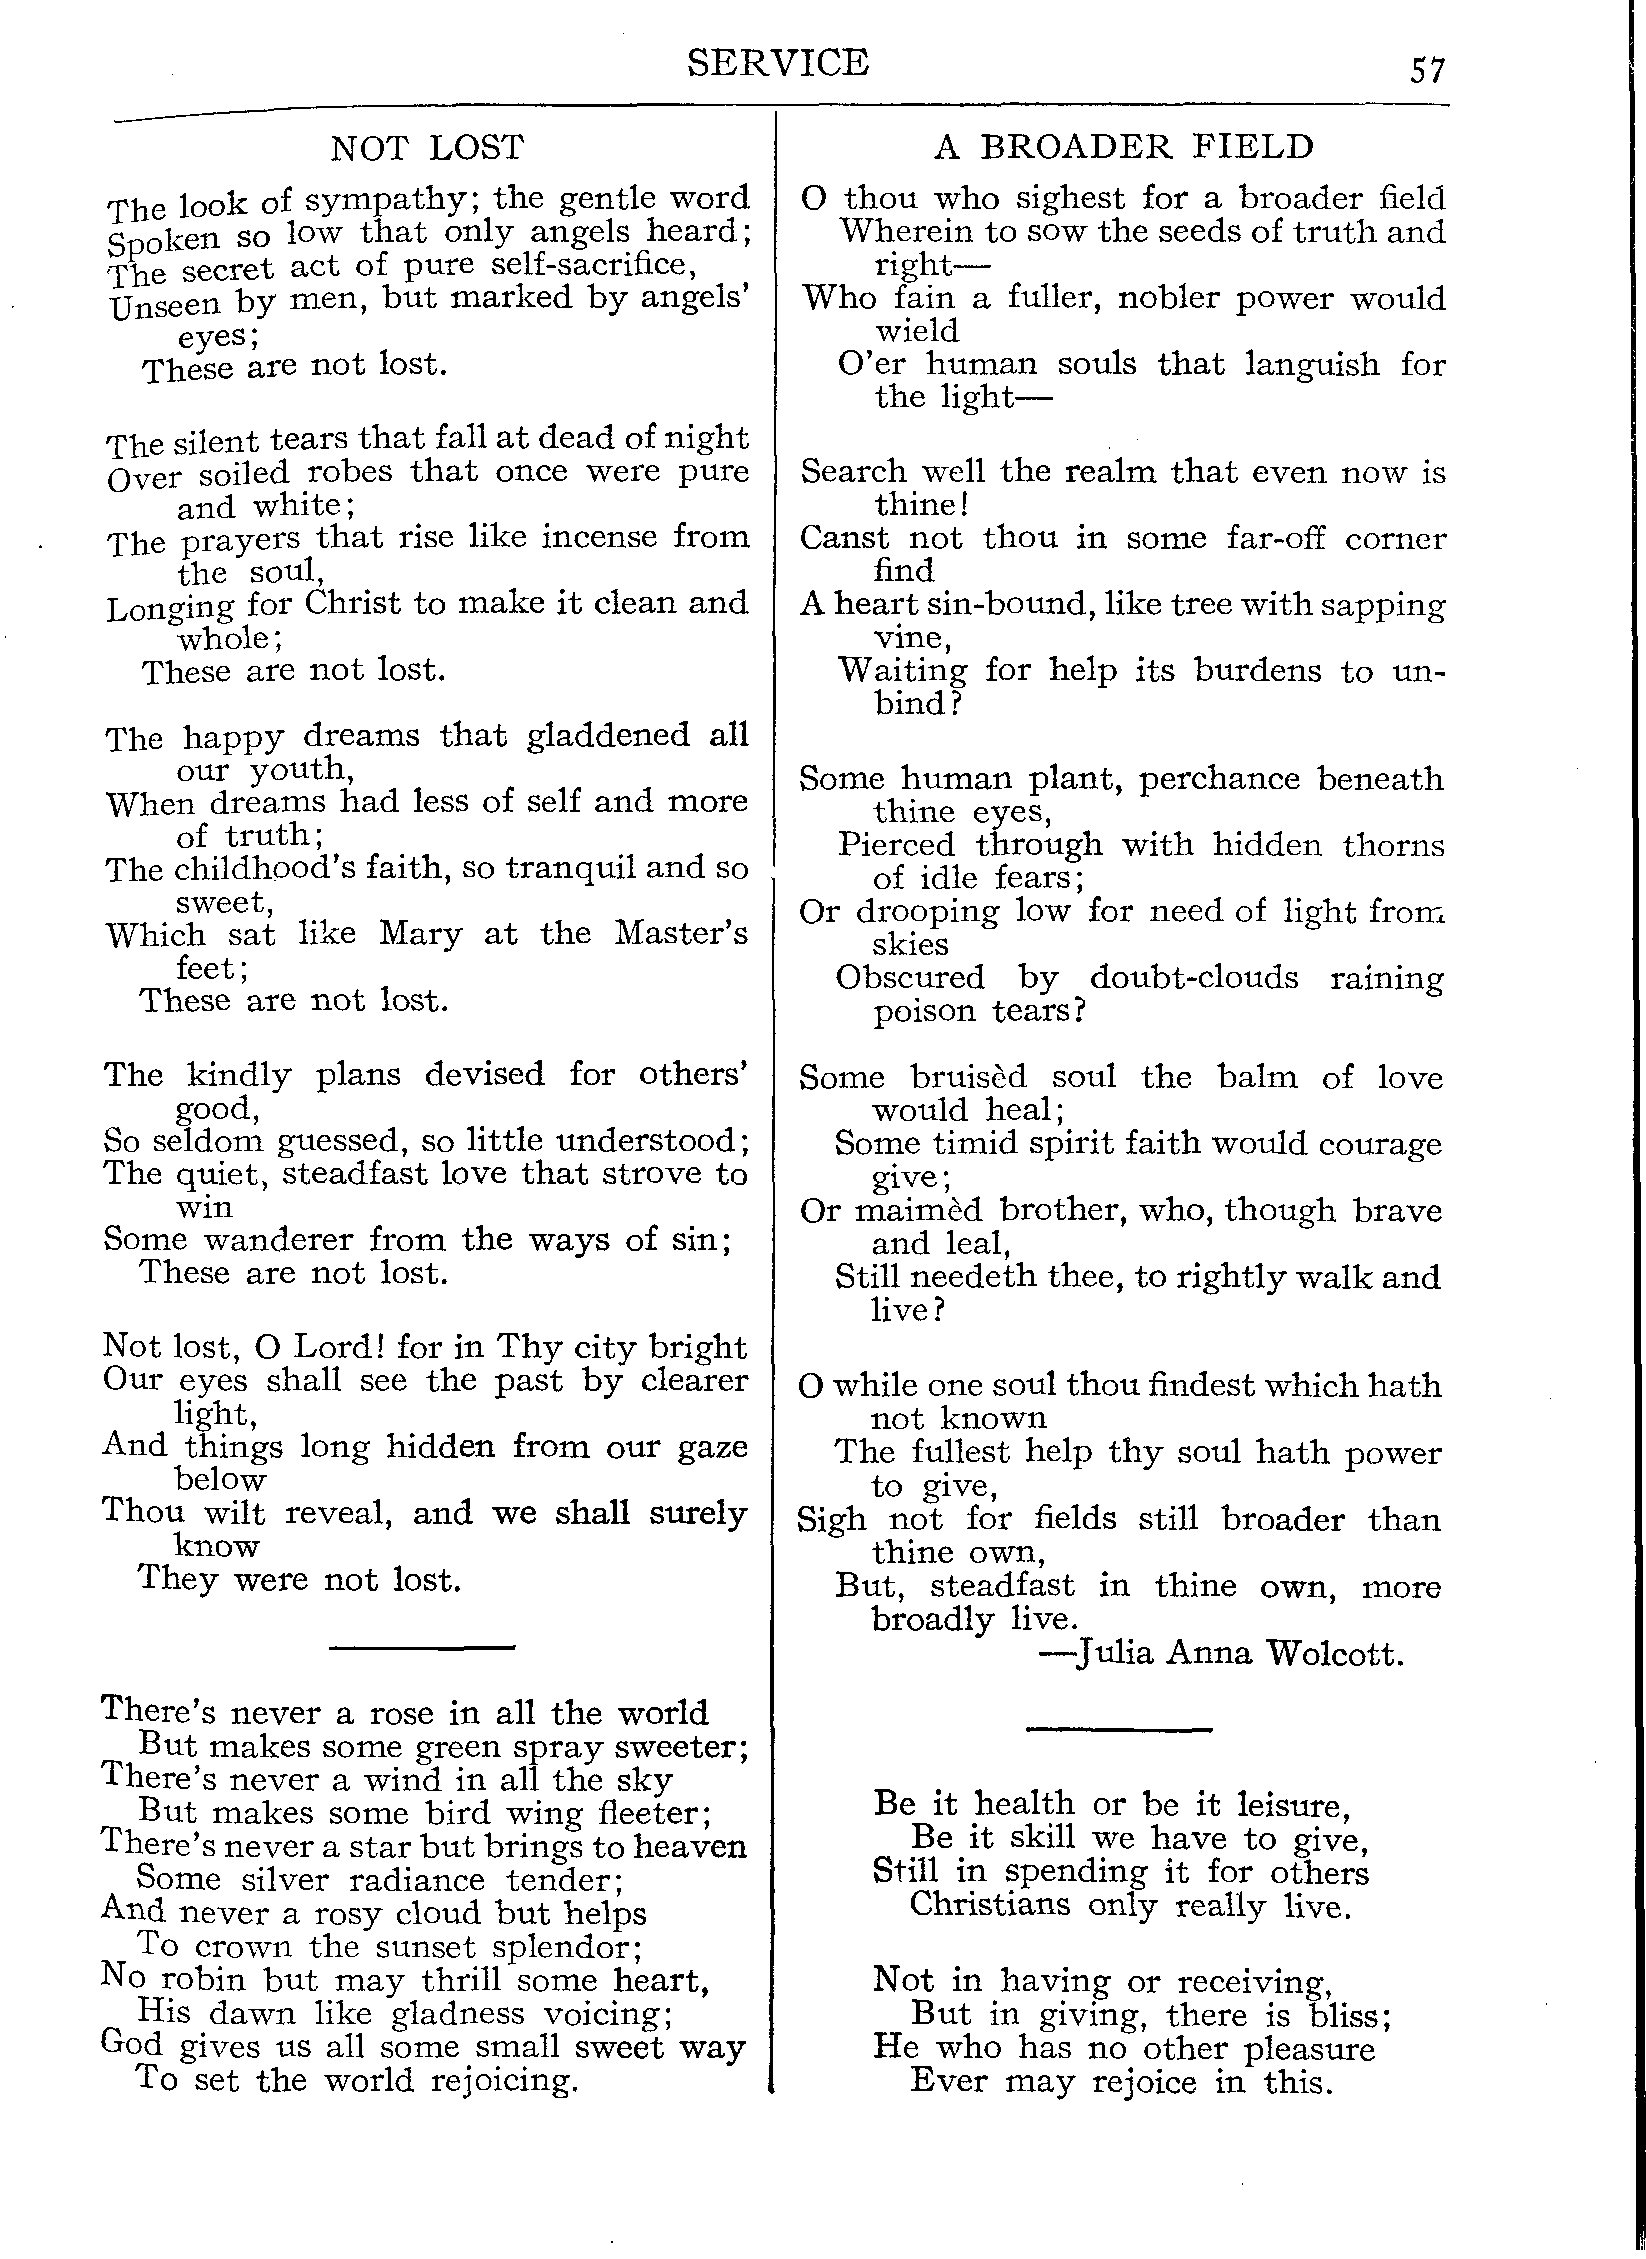 SERVICE
57
NOT LOST
The look of sympathy; the gentle word
Spoken so low that only angels heard;
The secret act of pure self-sacrifice,
Unseen by men, but marked by angels'
eyes;
These are not lost.
The silent tears that fall at dead of night
Over soiled robes that once were pure
and white;
The prayers that rise like incense from
the soul,
Longing for Christ to make it clean and
whole;
These are not lost.
The happy dreams that gladdened all
our youth,
When dreams had less of self and more
of truth;
The childhood's faith, so tranquil and so
sweet,
Which sat like Mary at the Master's
feet;
These are not lost.
The kindly plans devised for others'
good,
So seldom guessed, so little understood;
The quiet, steadfast love that strove to
win
Some wanderer from the ways of sin;
These are not lost.
Not lost, O Lord! for in Thy city bright
Our eyes shall see the past by clearer
light,
And things long hidden from our gaze
below
Thou wilt reveal, and we shall surely
know
They were not lost.
There's never a rose in all the world
But makes some green spray sweeter;
There's never a wind in all the sky
But makes some bird wing fleeter;
There's never a star but brings to heaven
Some silver radiance tender;
And never a rosy cloud but helps
To crown the sunset splendor;
No robin but may thrill some heart,
His dawn like gladness voicing;
God gives us all some small sweet way
To set the world rejoicing.
A BROADER FIELD
O thou who sighest for a broader field
Wherein to sow the seeds of truth and
right—
Who fain a fuller, nobler power would
wield
O'er human souls that languish for
the light—
Search well the realm that even now is
thine!
Canst not thou in some far-off corner
find
A heart sin-bound, like tree with sapping
vine,
Waiting for help its burdens to un-
bind?
Some human plant, perchance beneath
thine eyes,
Pierced through with hidden thorns
of idle fears;
Or drooping low for need of light from
skies
Obscured by doubt-clouds raining
poison tears?
Some bruisèd soul the balm of love
would heal;
Some timid spirit faith would courage
give;
Or maimèd brother, who, though brave
and leal,
Still needeth thee, to rightly walk and
live?
O while one soul thou findest which hath
not known
The fullest help thy soul hath power
to give,
Sigh not for fields still broader than
thine own,
But, steadfast in thine own, more
broadly live.
—Julia Anna Wolcott.
Be it health or be it leisure,
Be it skill we have to give,
Still in spending it for others
Christians only really live.
Not in having or receiving,
But in giving, there is bliss;
He who has no other pleasure
Ever may rejoice in this.